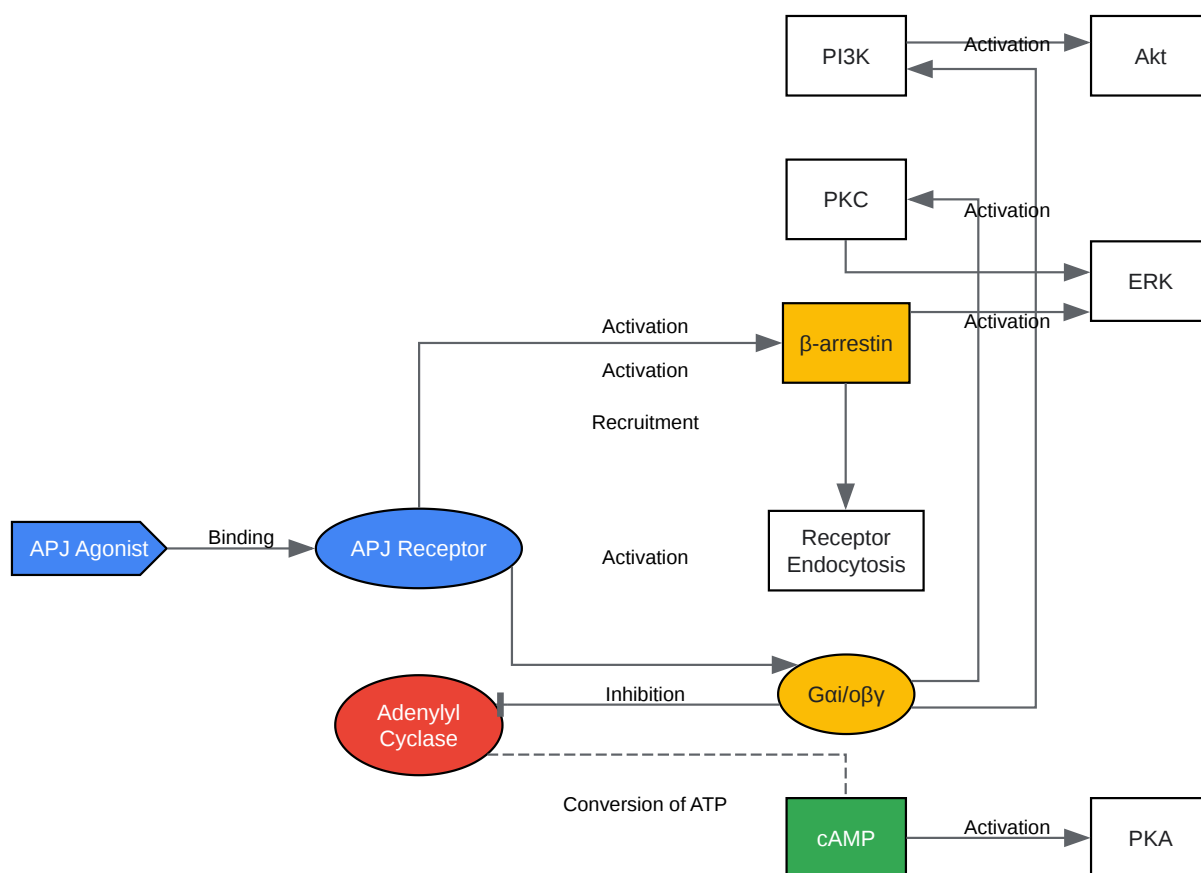 PI3K
Activation
Akt
PKC
Activation
ERK
Activation
β-arrestin
Activation
Activation
Recruitment
APJ Agonist
Binding
APJ Receptor
Activation
Receptor
Endocytosis
Inhibition
Gαi/oβγ
Adenylyl
Cyclase
Conversion of ATP
cAMP
Activation
PKA